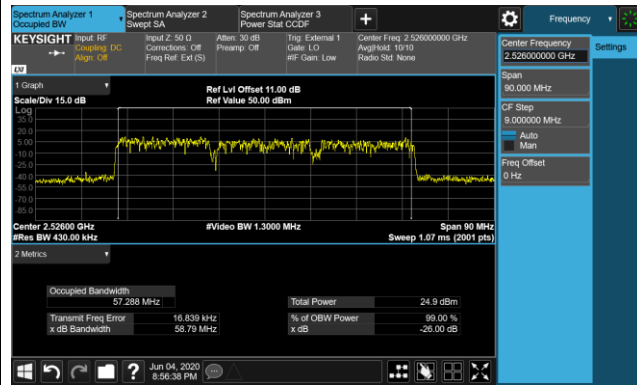 Spectrum Analyzer 1
Occupied BW
Spectrum Analyzer 2
Swept SA
Spectrum Analyzer 3
Power Stat CCDF
+
Frequency
KEYSIGHT
Input: RF
Coupling: DC
Align: Off
Input Z: 50 Ω
Corrections: Off
Freq Ref: Ext (S)
Atten: 30 dB
Preamp: Off
Trig: External 1
Gate: LO
#IF Gain: Low
Center Freq: 2.526000000 GHz
Avg|Hold: 10/10
Radio Std: None
LXI
Center Frequency
2.526000000 GHz
Settings
Span
90.000 MHz
CF Step
9.000000 MHz
Auto
Man
Freq Offset
0 Hz
1 Graph
Scale/Div 15.0 dB
Ref Lvl Offset 11.00 dB
Ref Value 50.00 dBm
Log
35.0
20.0
5.00
-10.0
-25.0
-40.0
-55.0
-70.0
-85.0
Center 2.52600 GHz
#Res BW 430.00 kHz
#Video BW 1.3000 MHz
Span 90 MHz
Sweep 1.07 ms (2001 pts)
2 Metrics
Occupied Bandwidth
57.288 MHz
Total Power 24.9 dBm
Transmit Freq Error 16.839 kHz
% of OBW Power 99.00 %
x dB Bandwidth 58.79 MHz
x dB -26.00 dB
?
Jun 04, 2020
8:56:38 PM